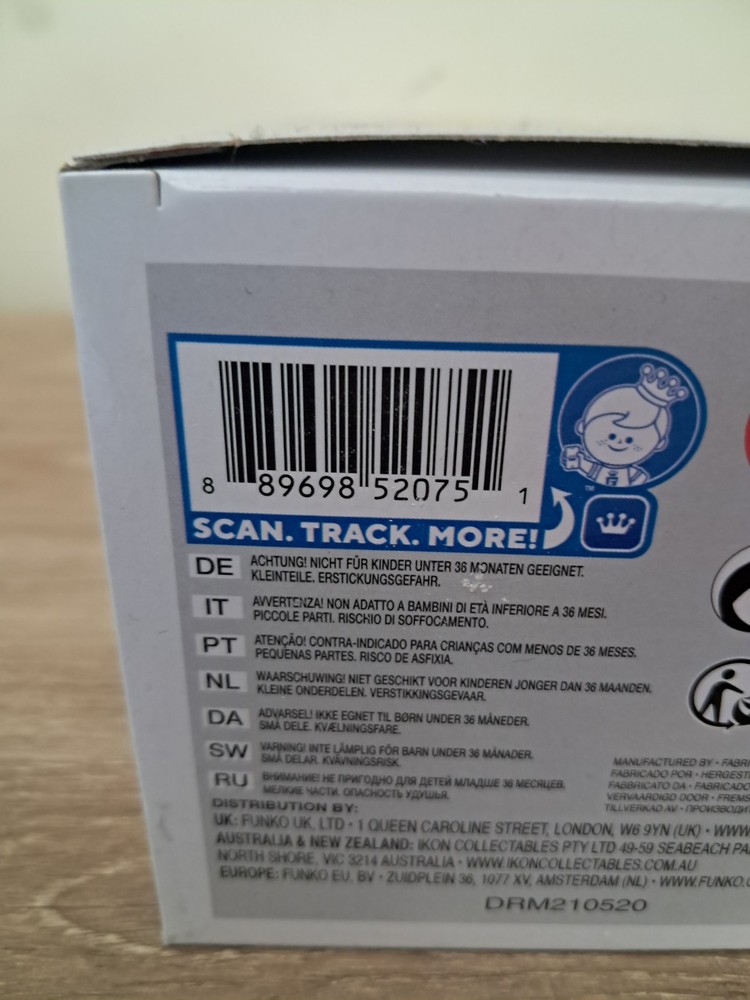 8 89698 52075 1
™
SCAN. TRACK. MORE!
DE ACHTUNG! NICHT FÜR KINDER UNTER 36 MONATEN GEEIGNET.
KLEINTEILE. ERSTICKUNGSGEFAHR.
IT AVVERTENZA! NON ADATTO A BAMBINI DI ETÀ INFERIORE A 36 MESI.
PICCOLE PARTI. RISCHIO DI SOFFOCAMENTO.
PT ATENÇÃO! CONTRA-INDICADO PARA CRIANÇAS COM MENOS DE 36 MESES.
PEQUENAS PARTES. RISCO DE ASFIXIA.
NL WAARSCHUWING! NIET GESCHIKT VOOR KINDEREN JONGER DAN 36 MAANDEN.
KLEINE ONDERDELEN. VERSTIKKINGSGEVAAR.
DA ADVARSEL! IKKE EGNET TIL BØRN UNDER 36 MÅNEDER.
SMÅ DELE. KVÆLNINGSFARE.
SW VARNING! INTE LÄMPLIG FÖR BARN UNDER 36 MÅNADER.
SMÅ DELAR. KVÄVNINGSRISK.
RU ВНИМАНИЕ! НЕ ПРИГОДНО ДЛЯ ДЕТЕЙ МЛАДШЕ 36 МЕСЯЦЕВ.
МЕЛКИЕ ЧАСТИ. ОПАСНОСТЬ УДУШЬЯ.
MANUFACTURED BY • FABRI
FABRICADO POR • HERGEST
FABBRICATO DA • FABRICADO
VERVAARDIGD DOOR • FREMS
TILLVERKAD AV • ПРОИЗВОДИТ
DISTRIBUTION BY:
UK: FUNKO UK, LTD • 1 QUEEN CAROLINE STREET, LONDON, W6 9YN (UK) • WWW
AUSTRALIA & NEW ZEALAND: IKON COLLECTABLES PTY LTD 49-59 SEABEACH PA
NORTH SHORE, VIC 3214 AUSTRALIA • WWW.IKONCOLLECTABLES.COM.AU
EUROPE: FUNKO EU, BV • ZUIDPLEIN 36, 1077 XV, AMSTERDAM (NL) • WWW.FUNKO.C
DRM210520